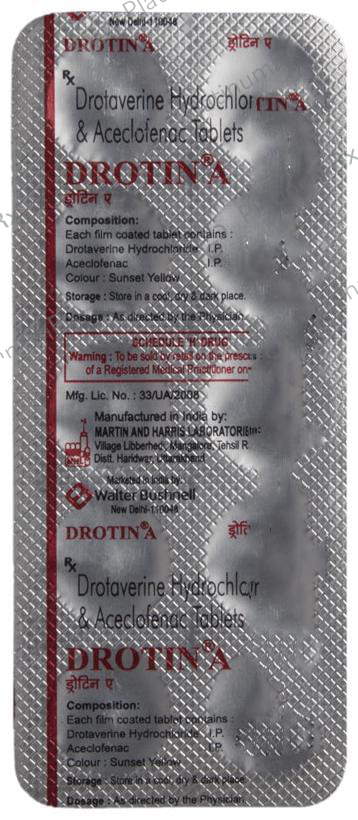 New Delhi-110048
DROTIN®A ड्रोटिन ए
Rx
Drotaverine Hydrochlor TIN®A
& Aceclofenac Tablets
DROTIN®A
ड्रोटिन ए
Composition:
Each film coated tablet contains :
Drotaverine Hydrochloride I.P.
Aceclofenac I.P.
Colour : Sunset Yellow
Storage : Store in a cool, dry & dark place.
Dosage : As directed by the Physician
SCHEDULE 'H' DRUG
Warning : To be sold by retail on the presc
of a Registered Medical Practitioner on
Mfg. Lic. No. : 33/UA/2008
Manufactured in India by:
MARTIN AND HARRIS LABORATORIE
Village Libberhedi, Manglaore, Tehsil R
Distt. Haridwar, Uttarakhand
Marketed in India by:
Walter Bushnell
New Delhi-110048
DROTIN®A ड्रोटि
Rx
Drotaverine Hydrochlor
& Aceclofenac Tablets
DROTIN®A
ड्रोटिन ए
Composition:
Each film coated tablet contains :
Drotaverine Hydrochloride I.P.
Aceclofenac I.P.
Colour : Sunset Yellow
Storage : Store in a cool, dry & dark place.
Dosage : As directed by the Physician